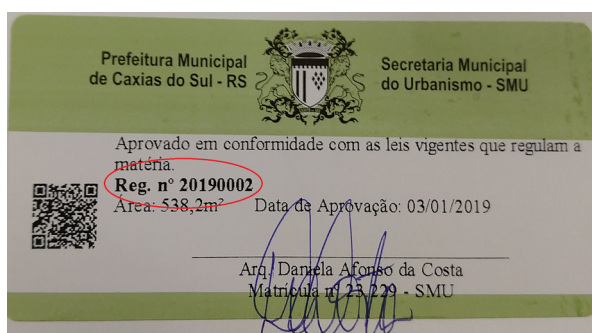 Prefeitura Municipal
de Caxias do Sul - RS
Secretaria Municipal
do Urbanismo - SMU
Aprovado em conformidade com as leis vigentes que regulam a
matéria.
Reg. nº 20190002
Área: 538,2m² Data de Aprovação: 03/01/2019
Arq. Daniela Afonso da Costa
Matrícula nº 23.229 - SMU